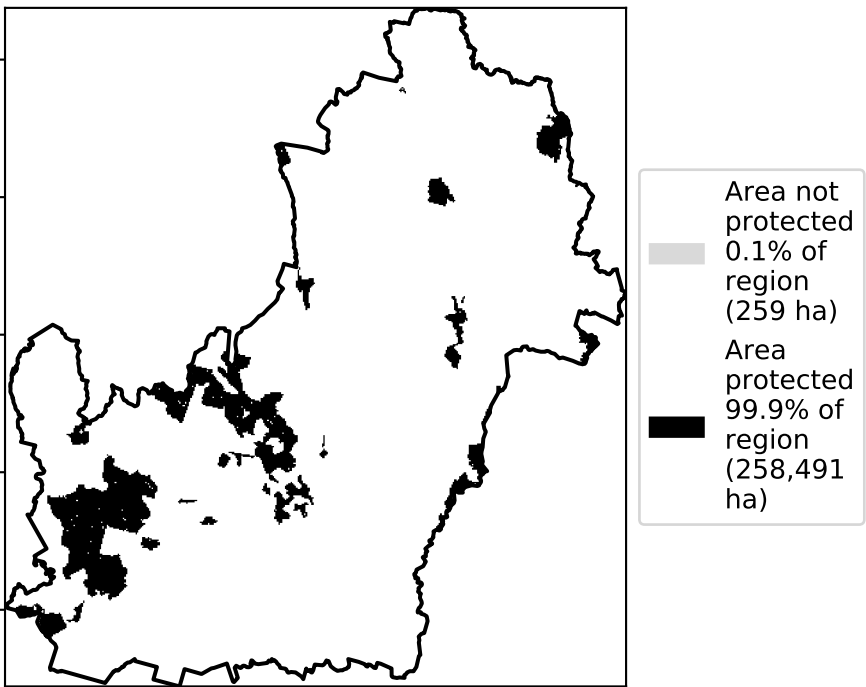 Area not
protected
0.1% of
region
(259 ha)
Area
protected
99.9% of
region
(258,491
ha)